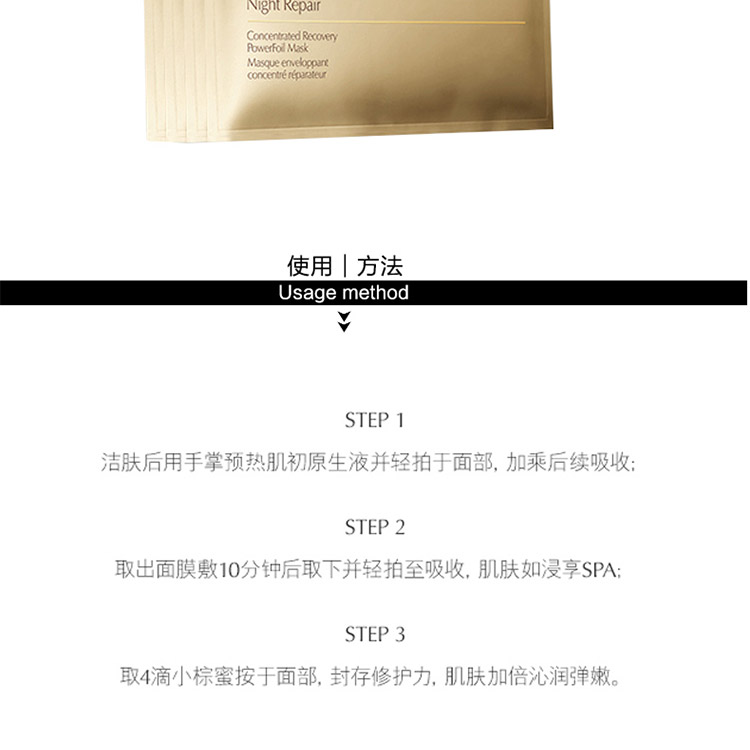 Night Repair
Concentrated Recovery
PowerFoil Mask
Masque enveloppant
concentré réparateur
使用｜方法
Usage method
STEP 1
洁肤后用手掌预热肌初原生液并轻拍于面部, 加乘后续吸收;
STEP 2
取出面膜敷10分钟后取下并轻拍至吸收, 肌肤如浸享SPA;
STEP 3
取4滴小棕蜜按于面部, 封存修护力, 肌肤加倍沁润弹嫩。